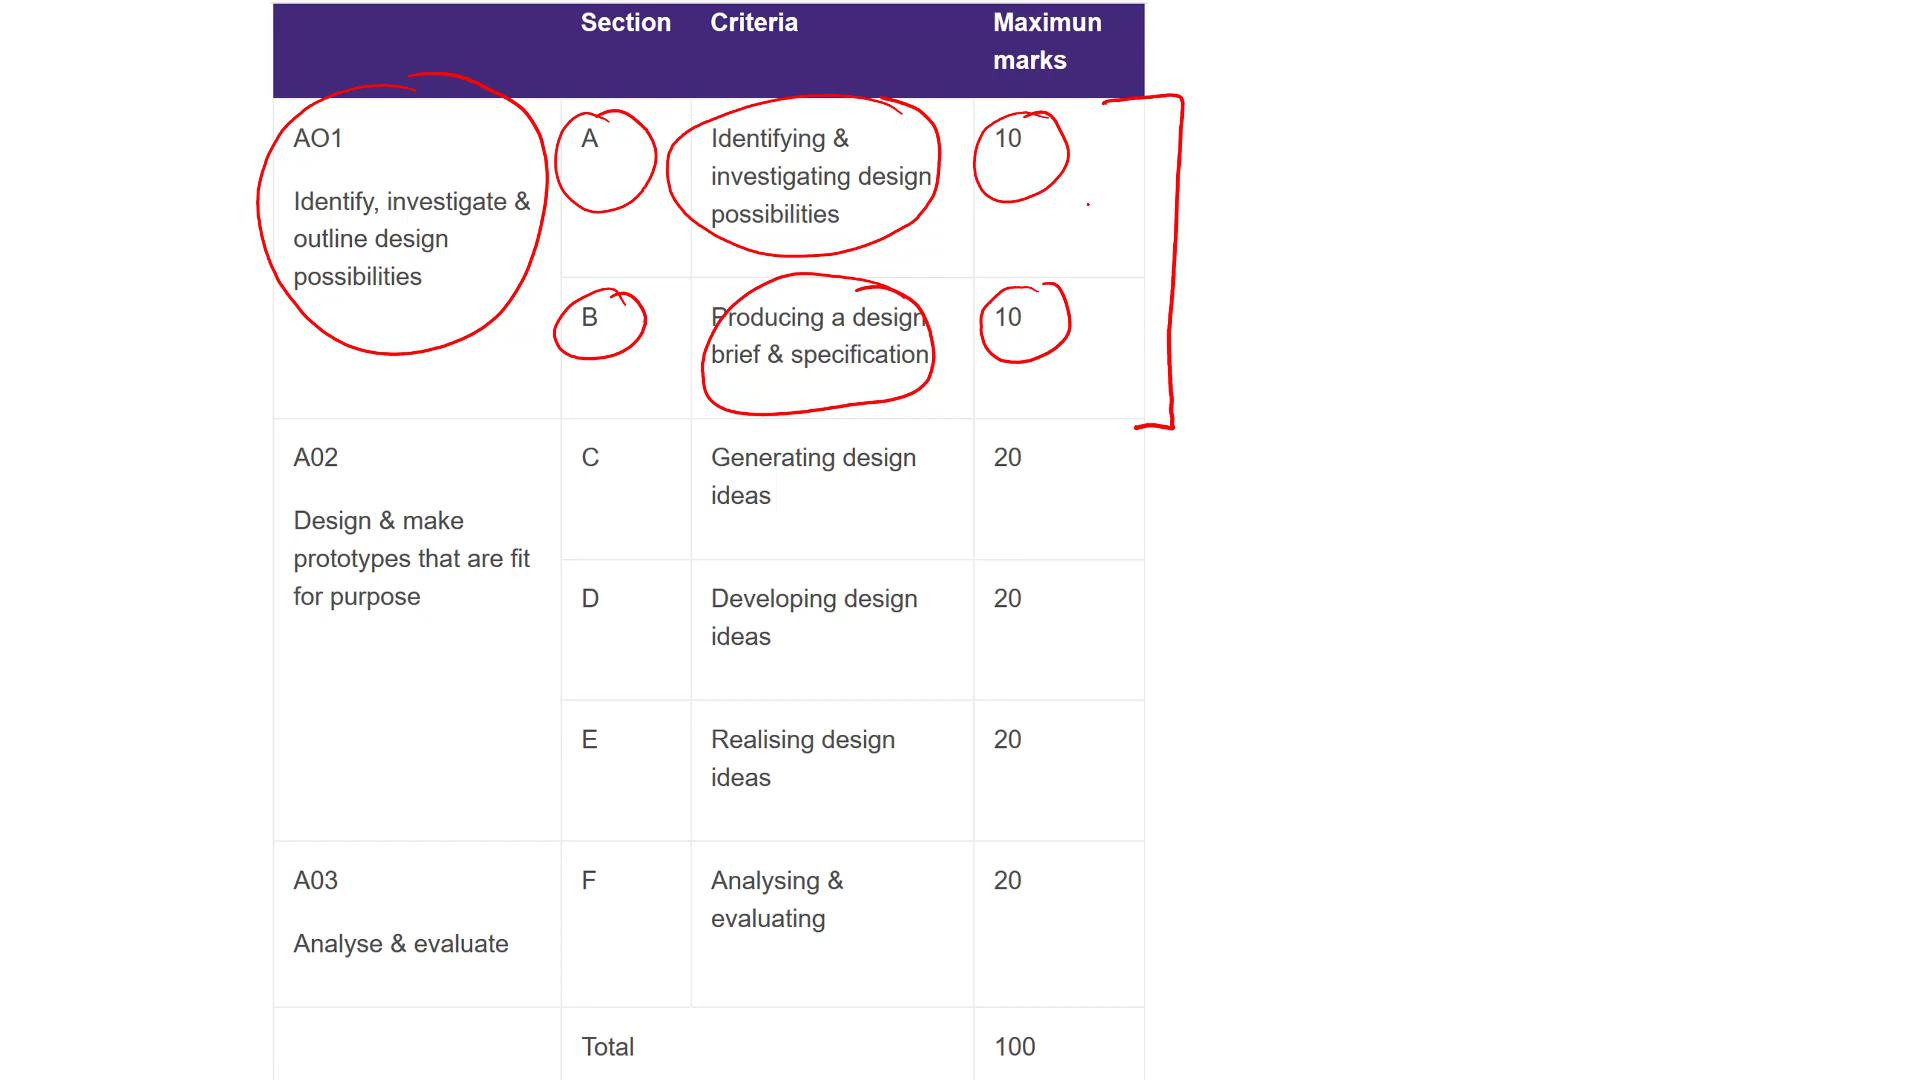 Section Criteria Maximun
marks
AO1 A Identifying & 10
investigating design
Identify, investigate &
possibilities
outline design
possibilities
B Producing a design 10
brief & specification
A02 C Generating design 20
ideas
Design & make
prototypes that are fit
for purpose
D Developing design 20
ideas
E Realising design 20
ideas
A03 F Analysing & 20
evaluating
Analyse & evaluate
Total 100